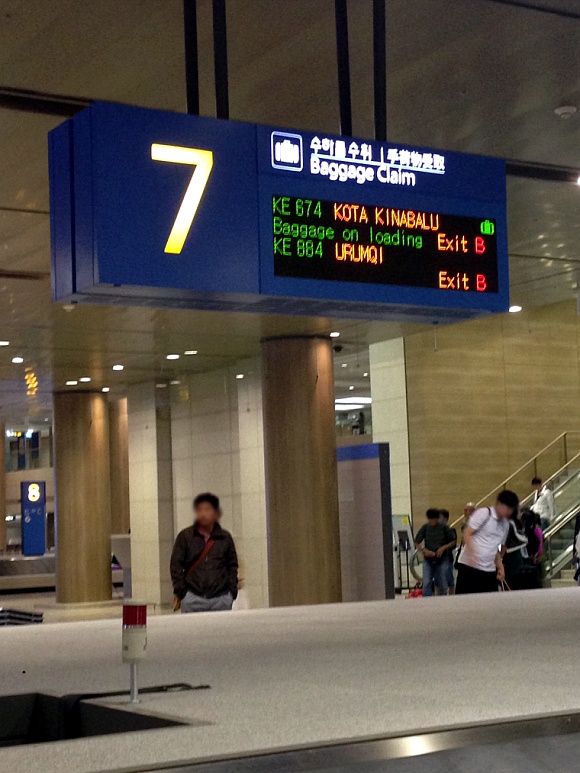 7
수하물수취 | 手荷物受取
Baggage Claim
KE 674 KOTA KINABALU
Baggage on loading Exit B
KE 884 URUMQI
Exit B
8